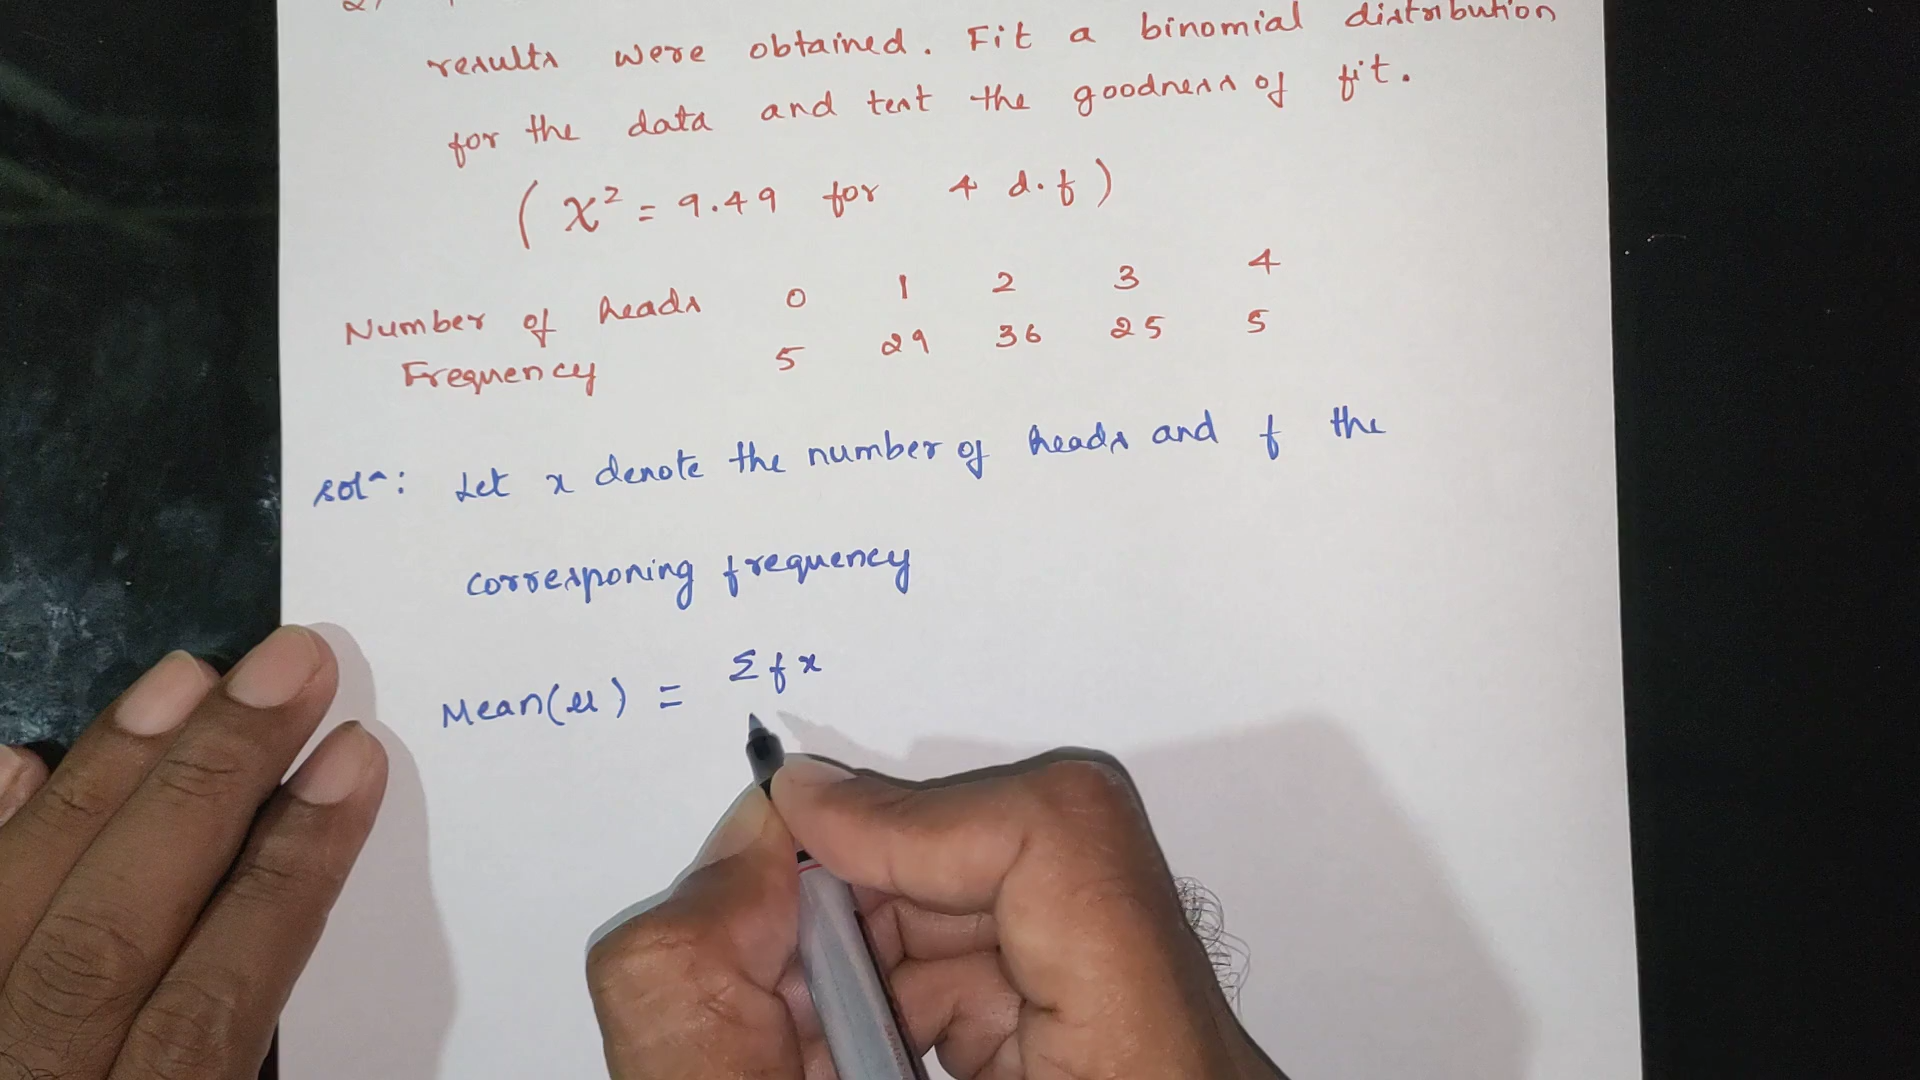 results were obtained. Fit a binomial distribution
for the data and test the goodness of fit.
(χ² = 9.49 for 4 d.f)
Number of heads 0 1 2 3 4
Frequency 5 29 36 25 5
solⁿ: Let x denote the number of heads and f the
corresponing frequency
Mean(μ) = Σfx